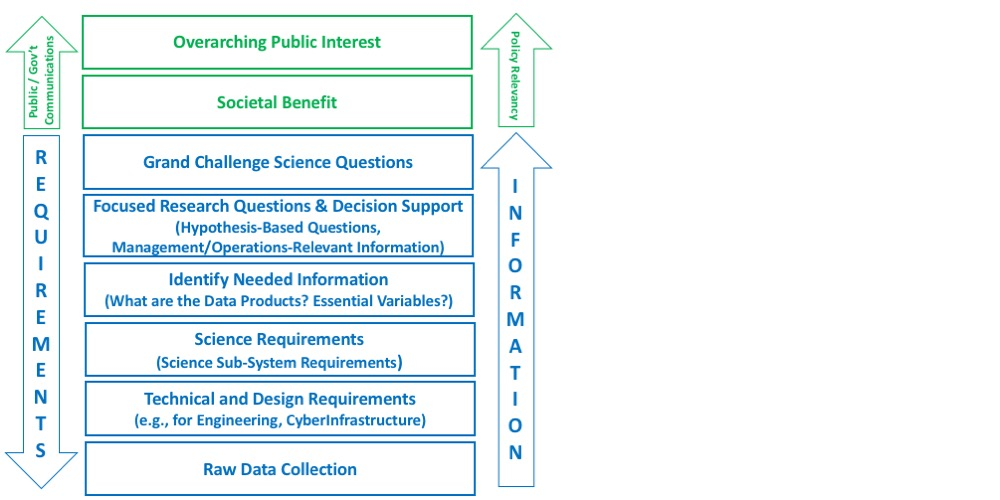 Public / Gov't
Communications
Overarching Public Interest
Policy Relevancy
Societal Benefit
REQUIREMENTS
Grand Challenge Science Questions
Focused Research Questions & Decision Support
(Hypothesis-Based Questions,
Management/Operations-Relevant Information)
Identify Needed Information
(What are the Data Products? Essential Variables?)
Science Requirements
(Science Sub-System Requirements)
Technical and Design Requirements
(e.g., for Engineering, CyberInfrastructure)
Raw Data Collection
INFORMATION